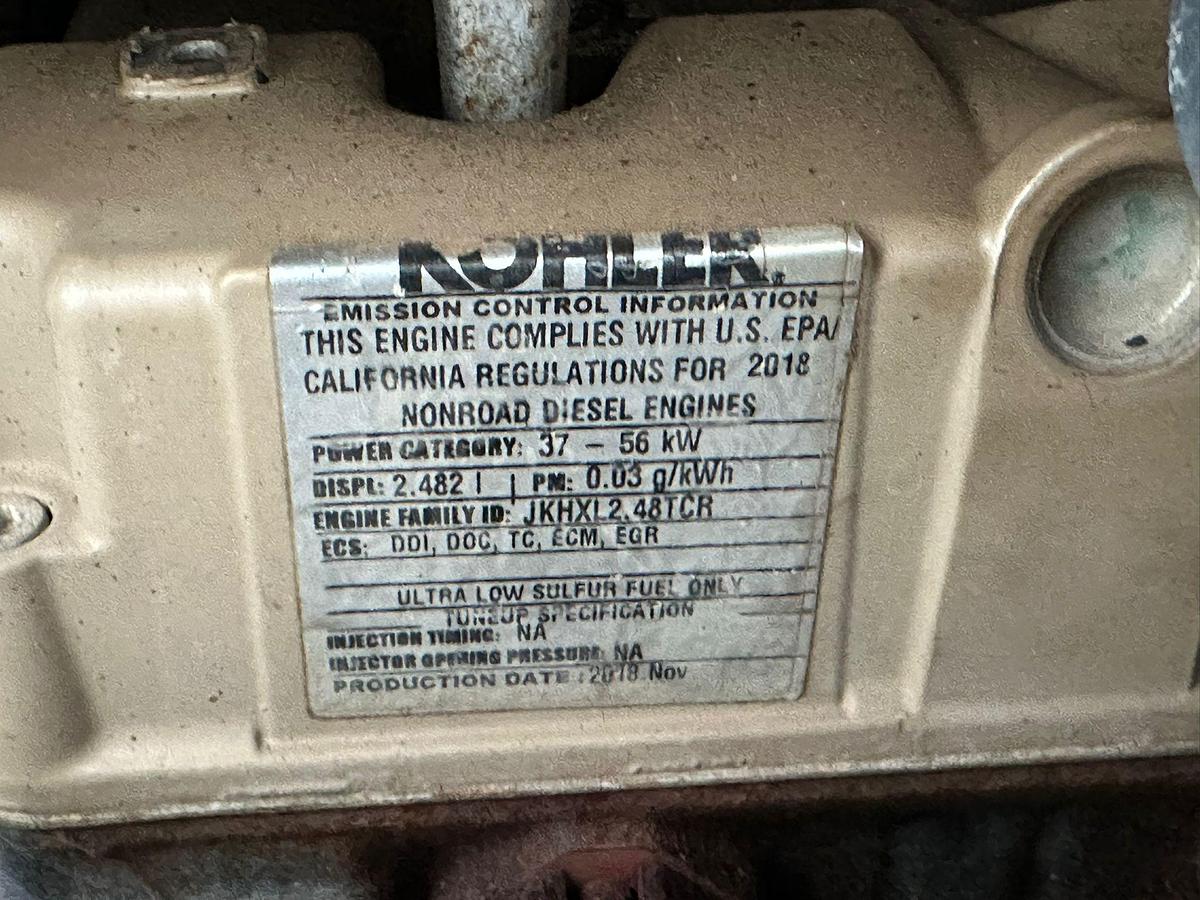 KOHLER®
EMISSION CONTROL INFORMATION
THIS ENGINE COMPLIES WITH U.S. EPA/
CALIFORNIA REGULATIONS FOR 2018
NONROAD DIESEL ENGINES
POWER CATEGORY: 37 – 56 kW
DISPL: 2.482 l | PM: 0.03 g/kWh
ENGINE FAMILY ID: JKHXL2.48TCR
ECS: DDI, DOC, TC, ECM, EGR
ULTRA LOW SULFUR FUEL ONLY
TUNEUP SPECIFICATION
INJECTION TIMING: NA
INJECTOR OPENING PRESSURE: NA
PRODUCTION DATE : 2018.Nov